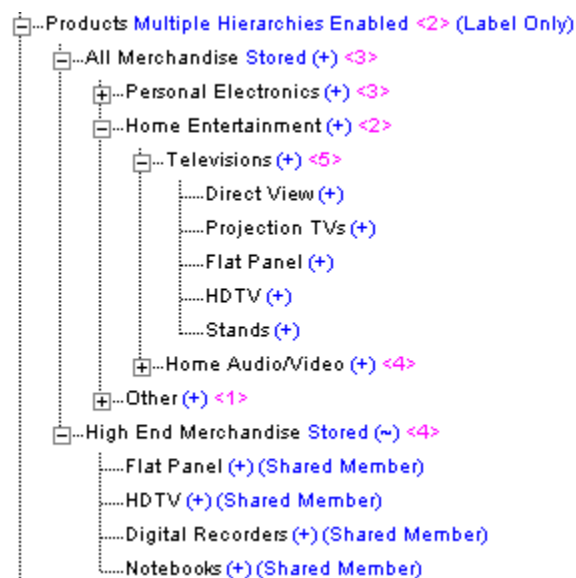 Products Multiple Hierarchies Enabled <2> (Label Only)
All Merchandise Stored (+) <3>
Personal Electronics (+) <3>
Home Entertainment (+) <2>
Televisions (+) <5>
Direct View (+)
Projection TVs (+)
Flat Panel (+)
HDTV (+)
Stands (+)
Home Audio/Video (+) <4>
Other (+) <1>
High End Merchandise Stored (~) <4>
Flat Panel (+) (Shared Member)
HDTV (+) (Shared Member)
Digital Recorders (+) (Shared Member)
Notebooks (+) (Shared Member)